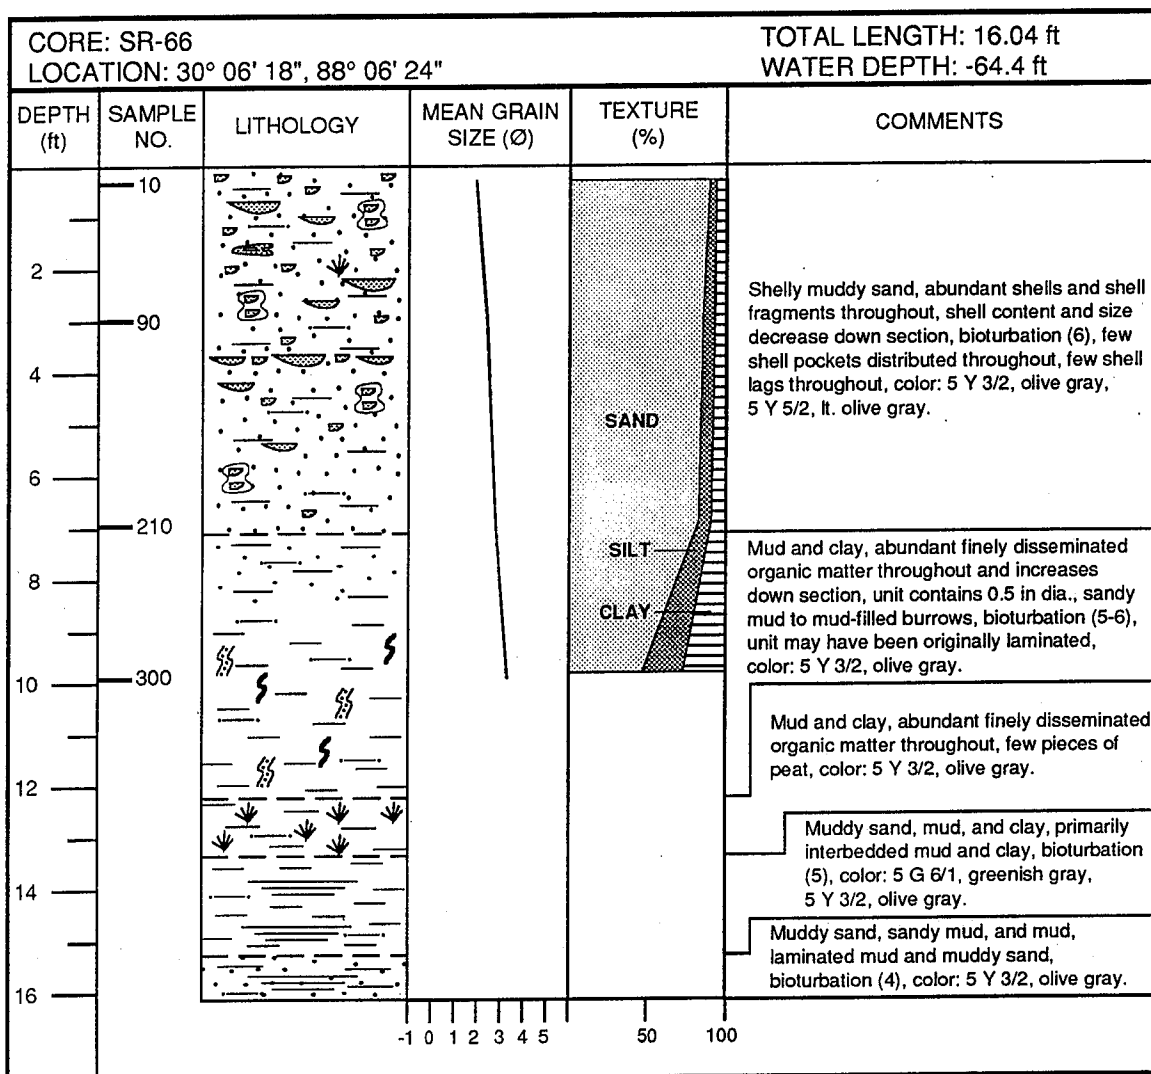 CORE: SR-66
TOTAL LENGTH: 16.04 ft
LOCATION: 30° 06' 18", 88° 06' 24"
WATER DEPTH: -64.4 ft
DEPTH
(ft)
SAMPLE
NO.
LITHOLOGY
MEAN GRAIN
SIZE (Ø)
TEXTURE
(%)
COMMENTS
2
4
6
8
10
12
14
16
10
90
210
300
SAND
SILT
CLAY
Shelly muddy sand, abundant shells and shell
fragments throughout, shell content and size
decrease down section, bioturbation (6), few
shell pockets distributed throughout, few shell
lags throughout, color: 5 Y 3/2, olive gray,
5 Y 5/2, lt. olive gray.
Mud and clay, abundant finely disseminated
organic matter throughout and increases
down section, unit contains 0.5 in dia., sandy
mud to mud-filled burrows, bioturbation (5-6),
unit may have been originally laminated,
color: 5 Y 3/2, olive gray.
Mud and clay, abundant finely disseminated
organic matter throughout, few pieces of
peat, color: 5 Y 3/2, olive gray.
Muddy sand, mud, and clay, primarily
interbedded mud and clay, bioturbation
(5), color: 5 G 6/1, greenish gray,
5 Y 3/2, olive gray.
Muddy sand, sandy mud, and mud,
laminated mud and muddy sand,
bioturbation (4), color: 5 Y 3/2, olive gray.
-1 0 1 2 3 4 5
50 100